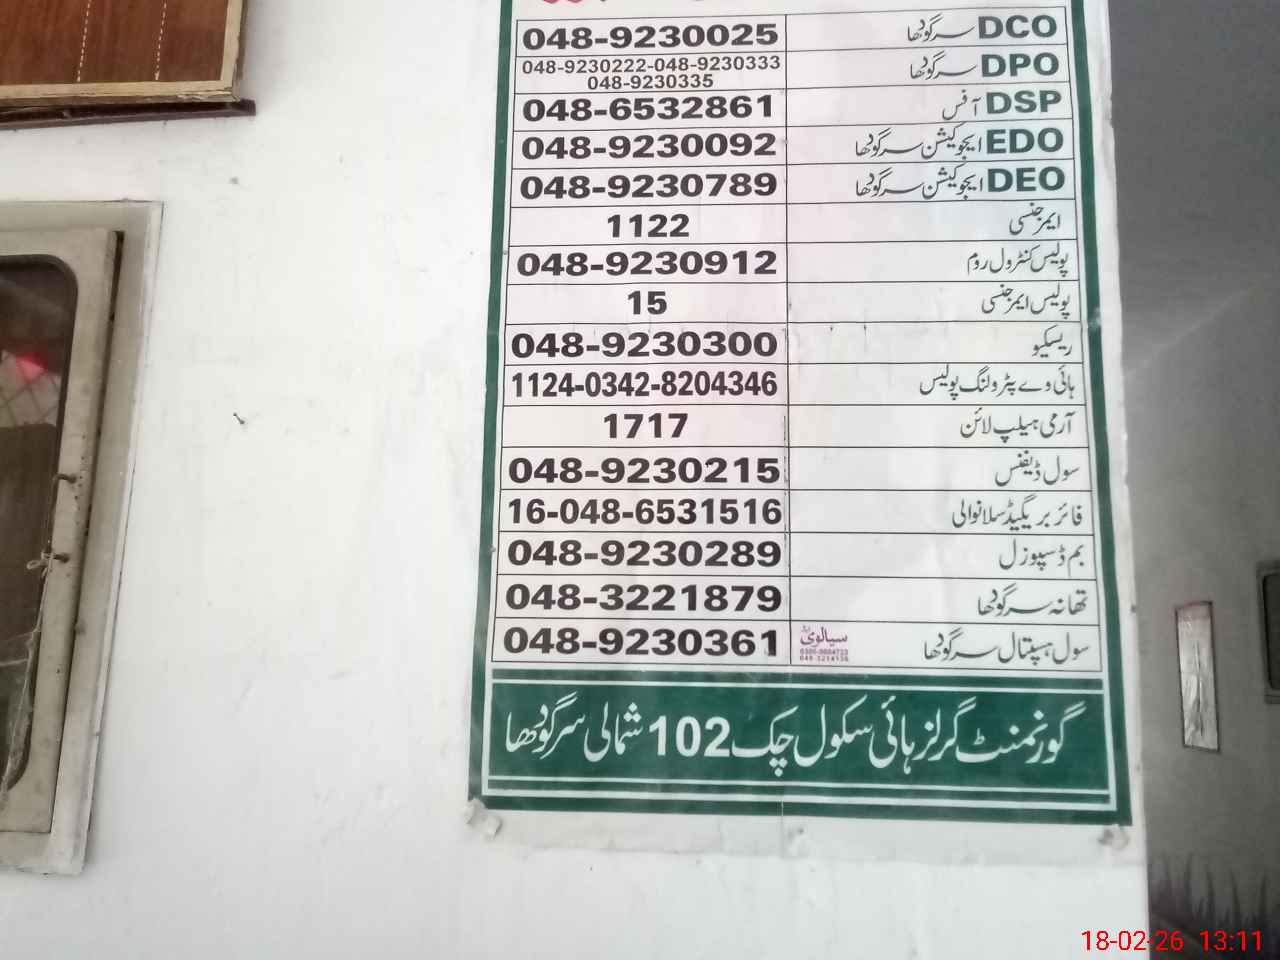 DCO سرگودھا 048-9230025
DPO سرگودھا 048-9230222-048-9230333
048-9230335
DSP آفس 048-6532861
EDO ایجوکیشن سرگودھا 048-9230092
DEO ایجوکیشن سرگودھا 048-9230789
ایمرجنسی 1122
پولیس کنٹرول روم 048-9230912
پولیس ایمرجنسی 15
ریسکیو 048-9230300
ہائی وے پٹرولنگ پولیس 1124-0342-8204346
آرمی ہیلپ لائن 1717
سول ڈیفنس 048-9230215
فائر بریگیڈ سلانوالی 16-048-6531516
بم ڈسپوزل 048-9230289
تھانہ سرگودھا 048-3221879
سول ہسپتال سرگودھا 048-9230361
سیالوی
گورنمنٹ گرلز ہائی سکول چک 102 شمالی سرگودھا
18-02-26 13:11